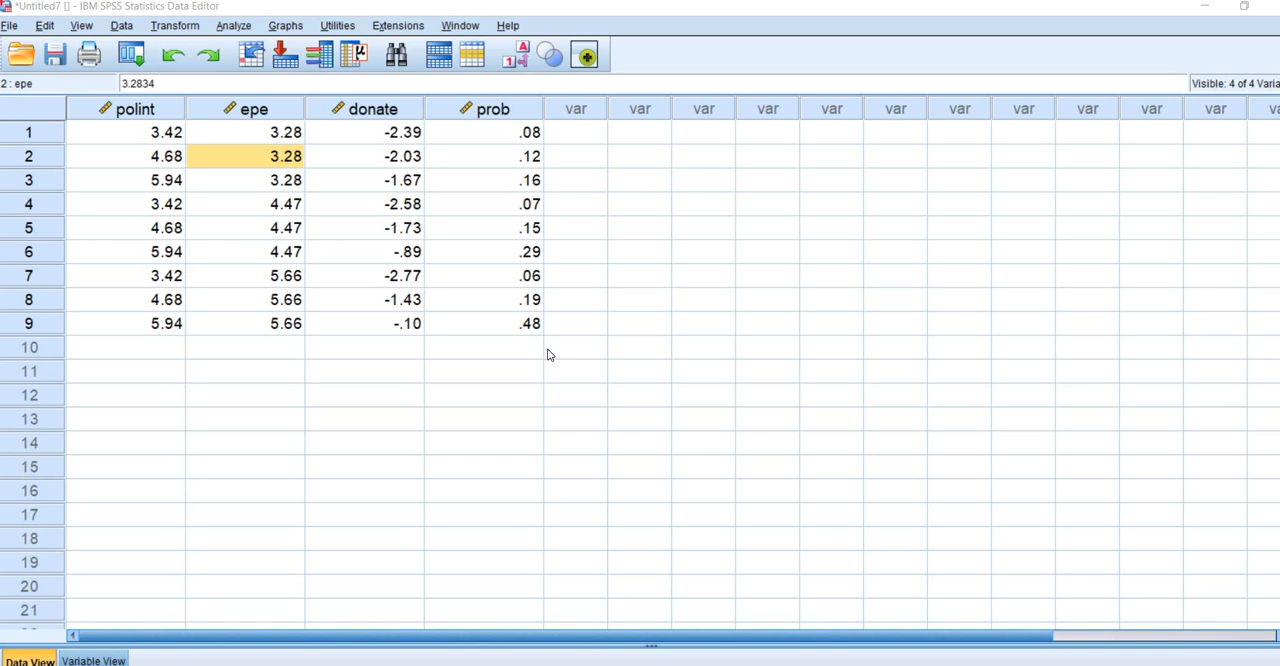 *Untitled7 [] - IBM SPSS Statistics Data Editor
File Edit View Data Transform Analyze Graphs Utilities Extensions Window Help
2 : epe 3.2834 Visible: 4 of 4 Varia
polint epe donate prob var var var var var var var var var var var
1 3.42 3.28 -2.39 .08
2 4.68 3.28 -2.03 .12
3 5.94 3.28 -1.67 .16
4 3.42 4.47 -2.58 .07
5 4.68 4.47 -1.73 .15
6 5.94 4.47 -.89 .29
7 3.42 5.66 -2.77 .06
8 4.68 5.66 -1.43 .19
9 5.94 5.66 -.10 .48
10
11
12
13
14
15
16
17
18
19
20
21
Data View Variable View